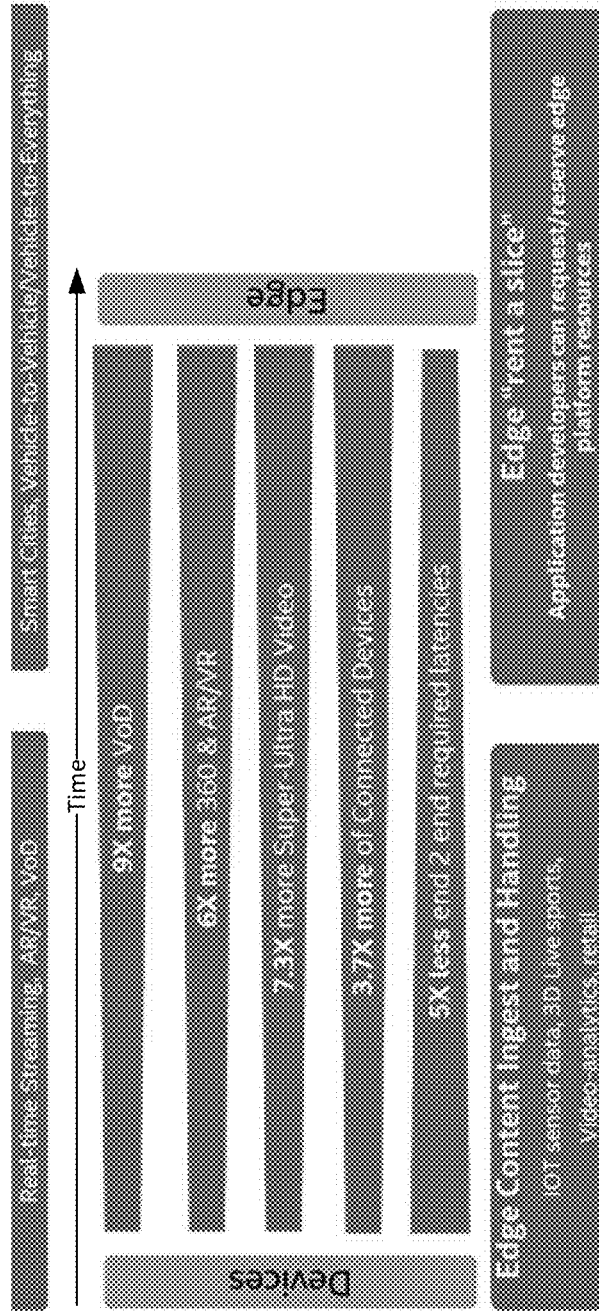 Real-time Streaming, AR/VR, VoD
Smart Cities, Vehicle-to-Vehicle/Vehicle-to-Everything
Time
Devices
9X more VoD
6X more 360 & AR/VR
7.3X more Super-Ultra HD Video
3.7X more of Connected Devices
5X less end 2 end required latencies
Edge
Edge Content Ingest and Handling
IOT sensor data, 3D Live sports,
Video analytics, retail
Edge “rent a slice”
Application developers can request/reserve edge
platform resources